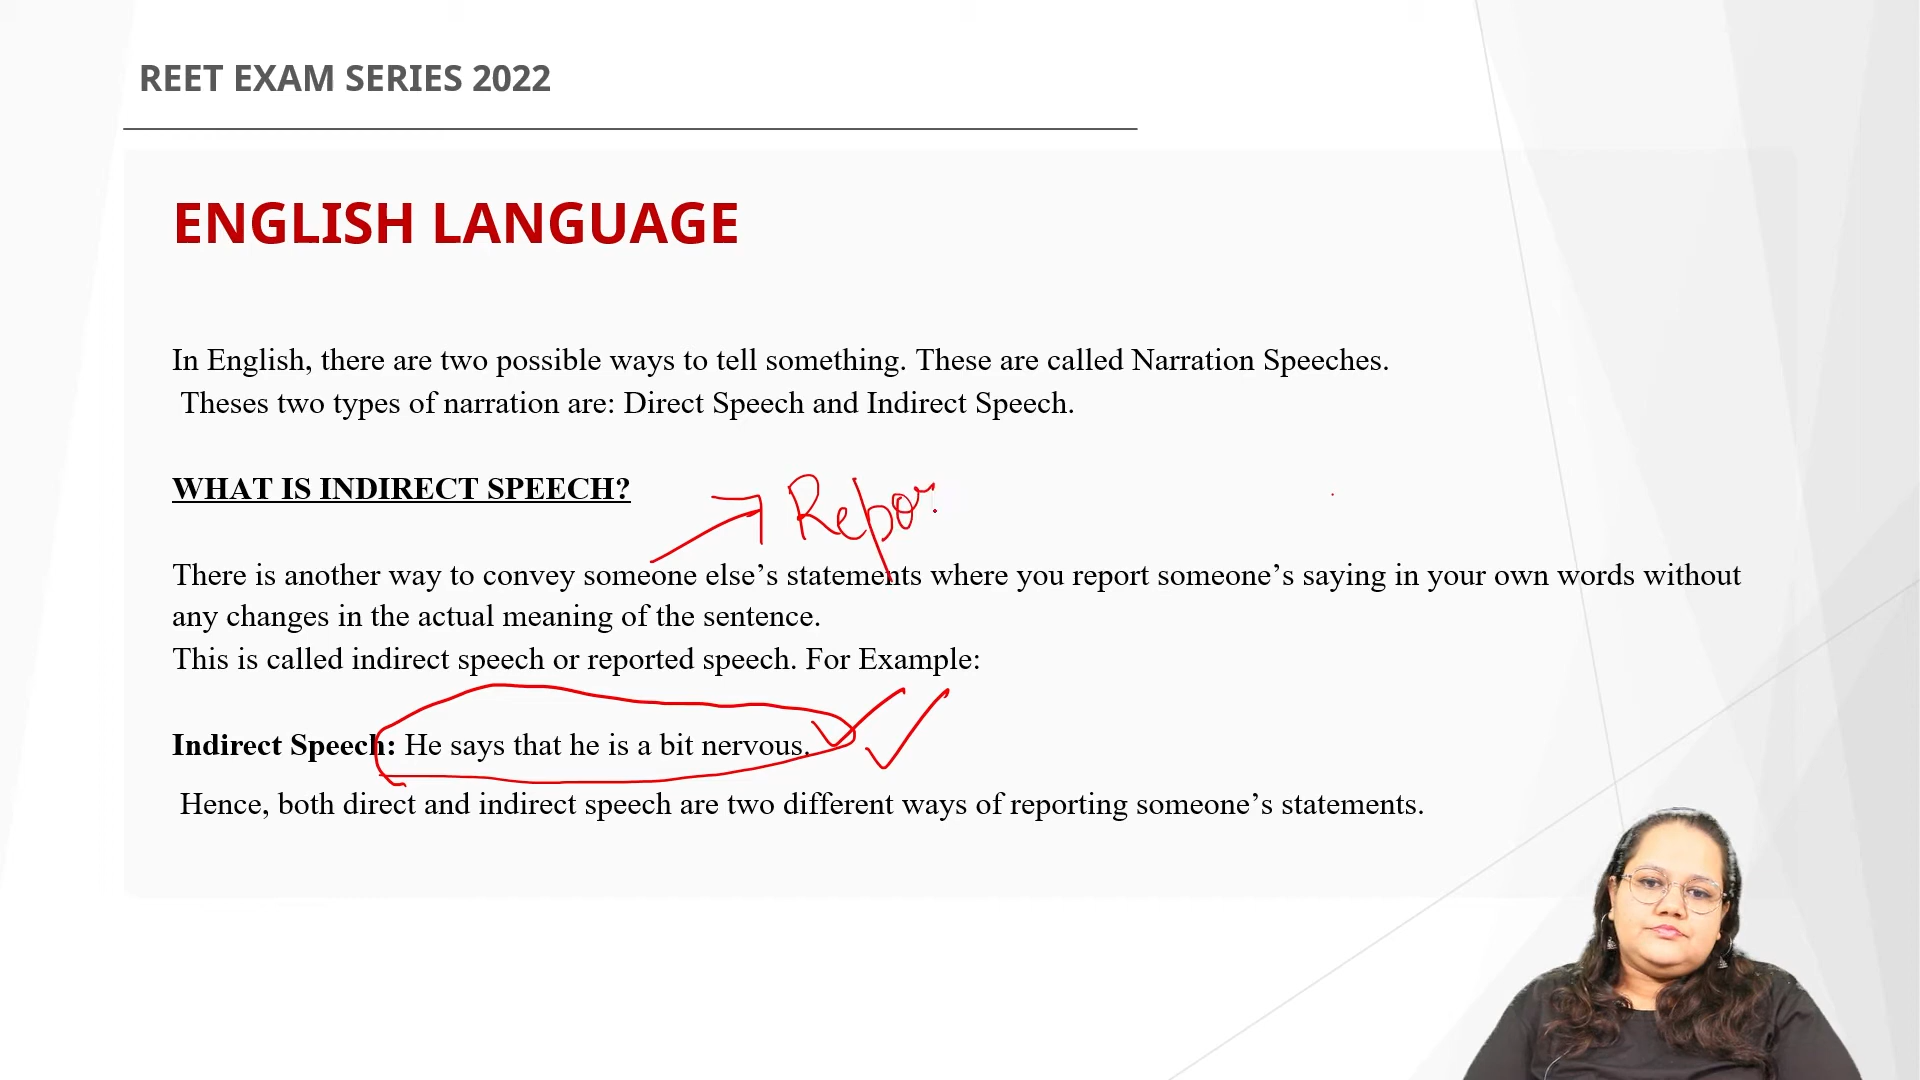 REET EXAM SERIES 2022
ENGLISH LANGUAGE
In English, there are two possible ways to tell something. These are called Narration Speeches.
Theses two types of narration are: Direct Speech and Indirect Speech.
WHAT IS INDIRECT SPEECH?
Repor
There is another way to convey someone else’s statements where you report someone’s saying in your own words without
any changes in the actual meaning of the sentence.
This is called indirect speech or reported speech. For Example:
Indirect Speech: He says that he is a bit nervous.
Hence, both direct and indirect speech are two different ways of reporting someone’s statements.